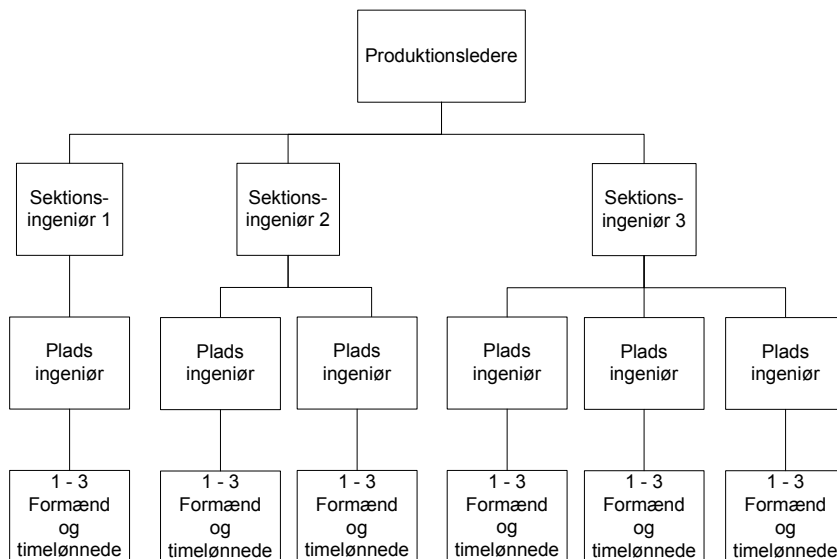 Produktionsledere
Sektions-
ingeniør 1
Sektions-
ingeniør 2
Sektions-
ingeniør 3
Plads
ingeniør
Plads
ingeniør
Plads
ingeniør
Plads
ingeniør
Plads
ingeniør
Plads
ingeniør
1 - 3
Formænd
og
timelønnede
1 - 3
Formænd
og
timelønnede
1 - 3
Formænd
og
timelønnede
1 - 3
Formænd
og
timelønnede
1 - 3
Formænd
og
timelønnede
1 - 3
Formænd
og
timelønnede